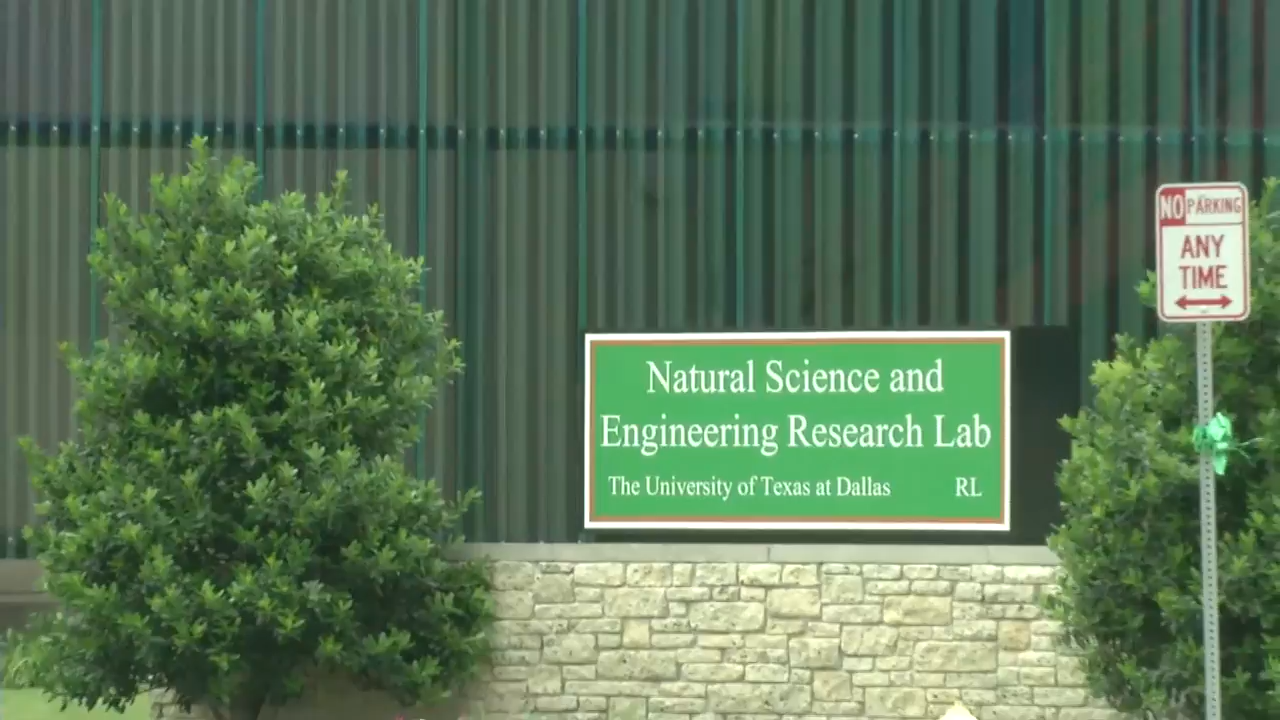 Natural Science and
Engineering Research Lab
The University of Texas at Dallas RL
NO PARKING
ANY
TIME